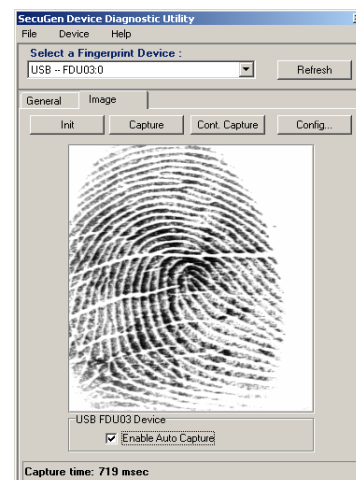 SecuGen Device Diagnostic Utility
File Device Help
Select a Fingerprint Device :
USB -- FDU03:0 Refresh
General Image
Init Capture Cont. Capture Config...
USB FDU03 Device
Enable Auto Capture
Capture time: 719 msec